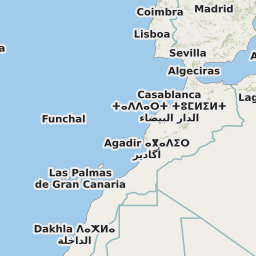 Coimbra
Madrid
Lisboa
Sevilla
Algeciras
Casablanca
ⵜⴰⴷⴷⴰⵔⵜ ⵜⵓⵎⵍⵉⵍⵜ
الدار البيضاء
Funchal
Agadir ⴰⴳⴰⴷⵉⵔ
أكادير
Las Palmas
de Gran Canaria
Dakhla ⴷⴰⵅⵍⴰ
الداخلة